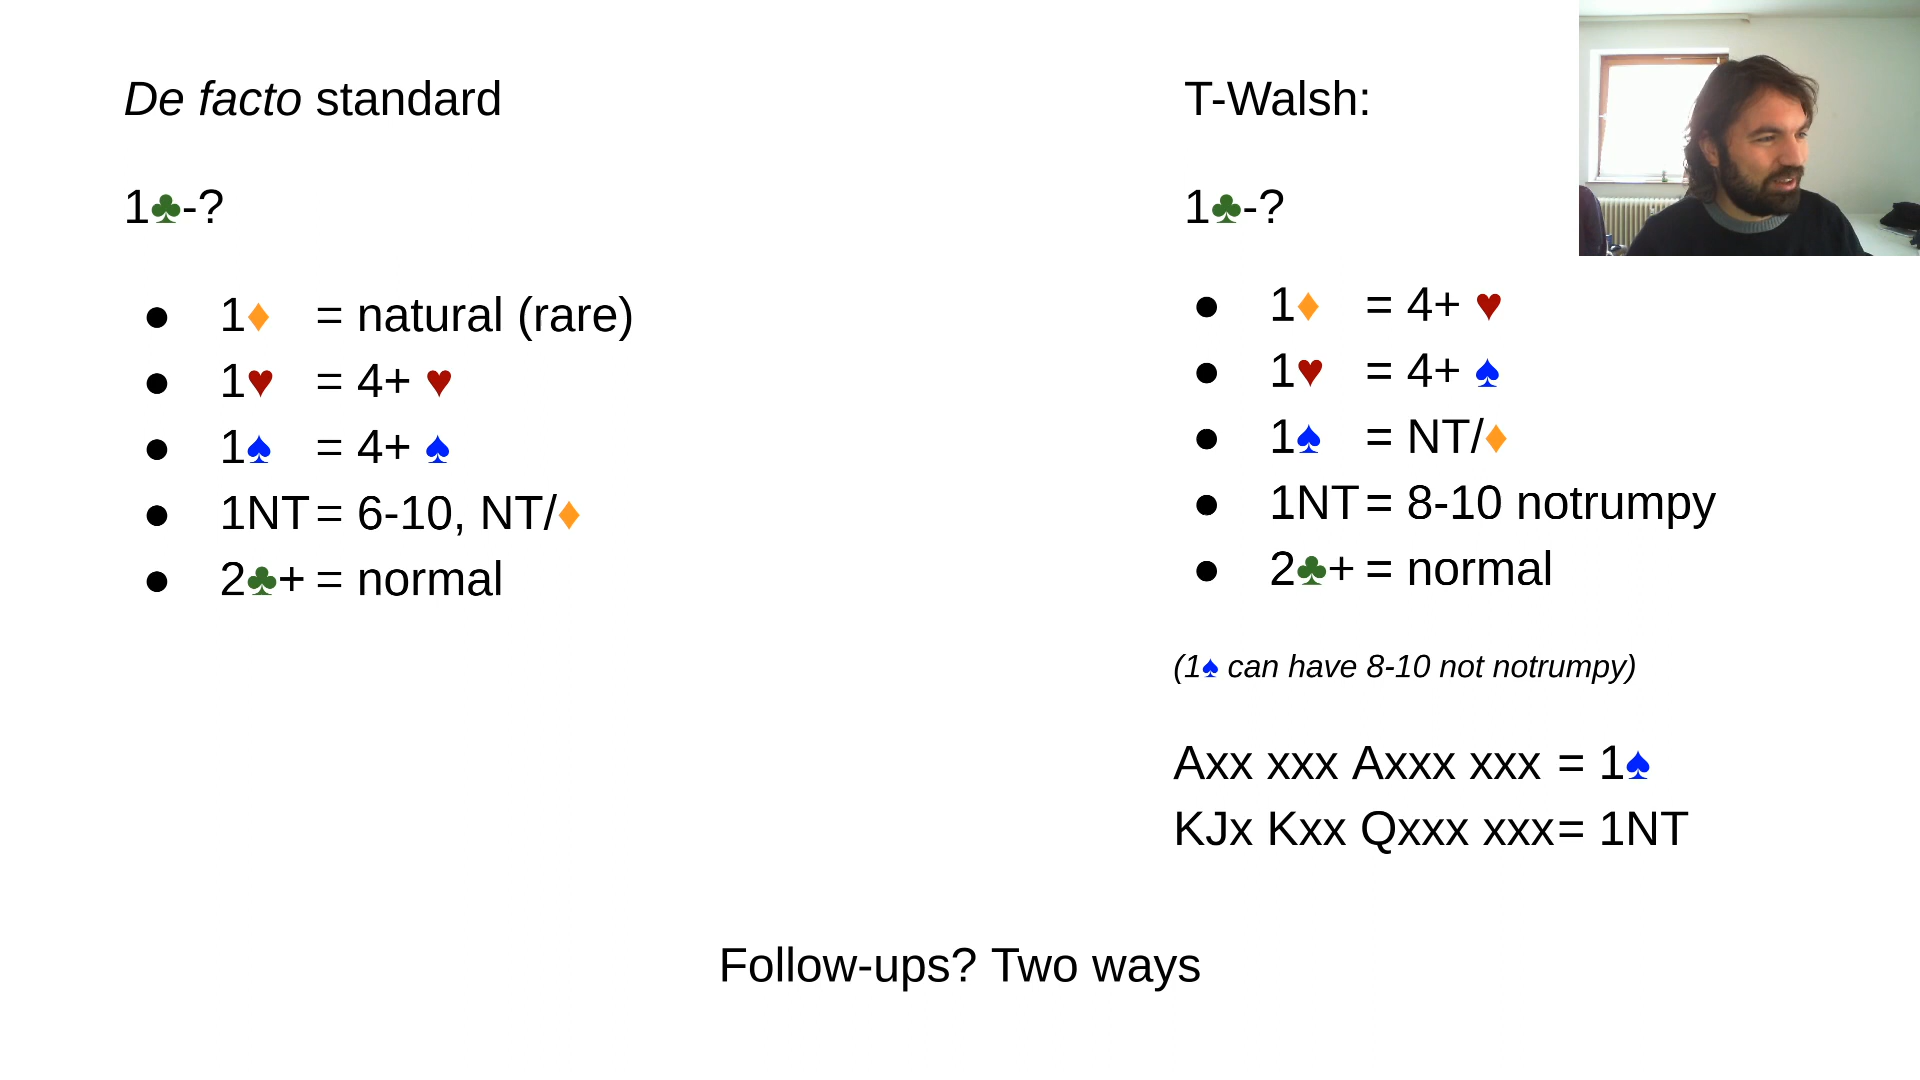 De facto standard
1♣-?
● 1♦ = natural (rare)
● 1♥ = 4+ ♥
● 1♠ = 4+ ♠
● 1NT = 6-10, NT/♦
● 2♣+ = normal
T-Walsh:
1♣-?
● 1♦ = 4+ ♥
● 1♥ = 4+ ♠
● 1♠ = NT/♦
● 1NT = 8-10 notrumpy
● 2♣+ = normal
(1♠ can have 8-10 not notrumpy)
Axx xxx Axxx xxx = 1♠
KJx Kxx Qxxx xxx = 1NT
Follow-ups? Two ways